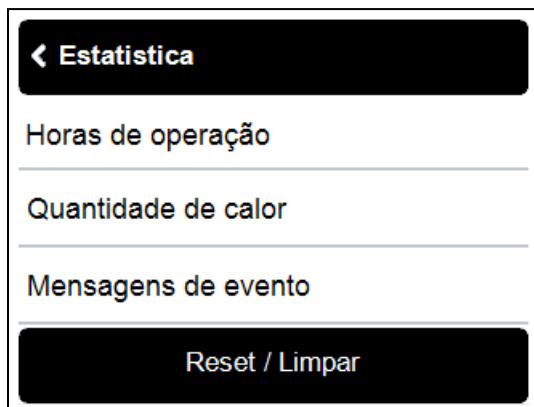 Estatistica
Horas de operação
Quantidade de calor
Mensagens de evento
Reset / Limpar